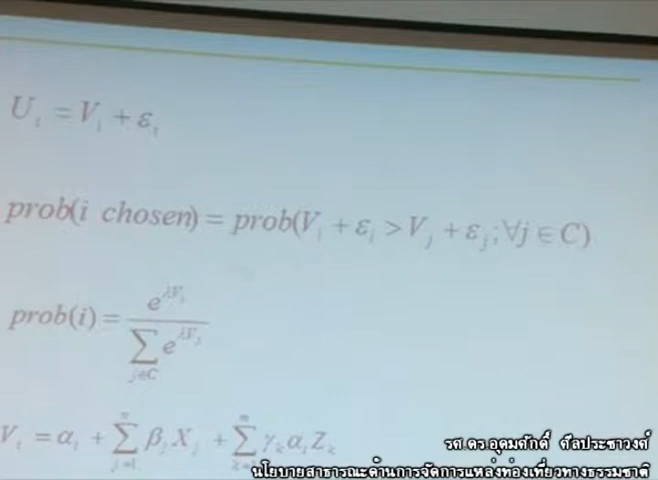 U_i = V_i + ε_i
prob(i chosen) = prob(V_i + ε_i > V_j + ε_j; ∀j ∈ C)
prob(i) = e^{λV_i} / ∑_{j∈C} e^{λV_j}
V_i = α_i + ∑_{j=1}^{n} β_j X_j + ∑_{k=1}^{m} γ_k α_i Z_k
รศ.ดร.อุดมศักดิ์ ศีลประชาวงศ์
นโยบายสาธารณะด้านการจัดการแหล่งท่องเที่ยวทางธรรมชาติ